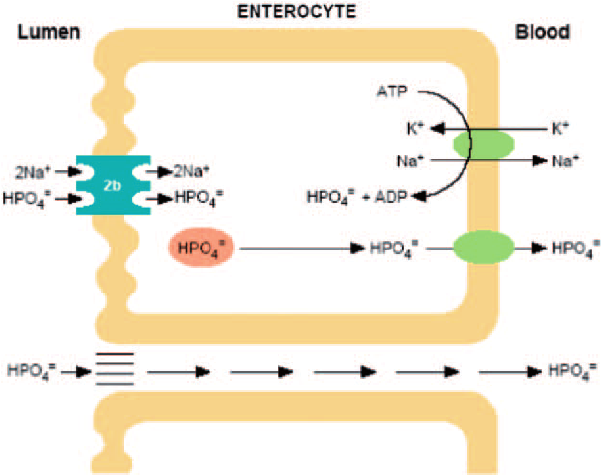 ENTEROCYTE
Lumen
Blood
ATP
K⁺
K⁺
2Na⁺
2Na⁺
2b
Na⁺
Na⁺
HPO₄⁼
HPO₄⁼
HPO₄⁼ + ADP
HPO₄⁼
HPO₄⁼
HPO₄⁼
HPO₄⁼
HPO₄⁼